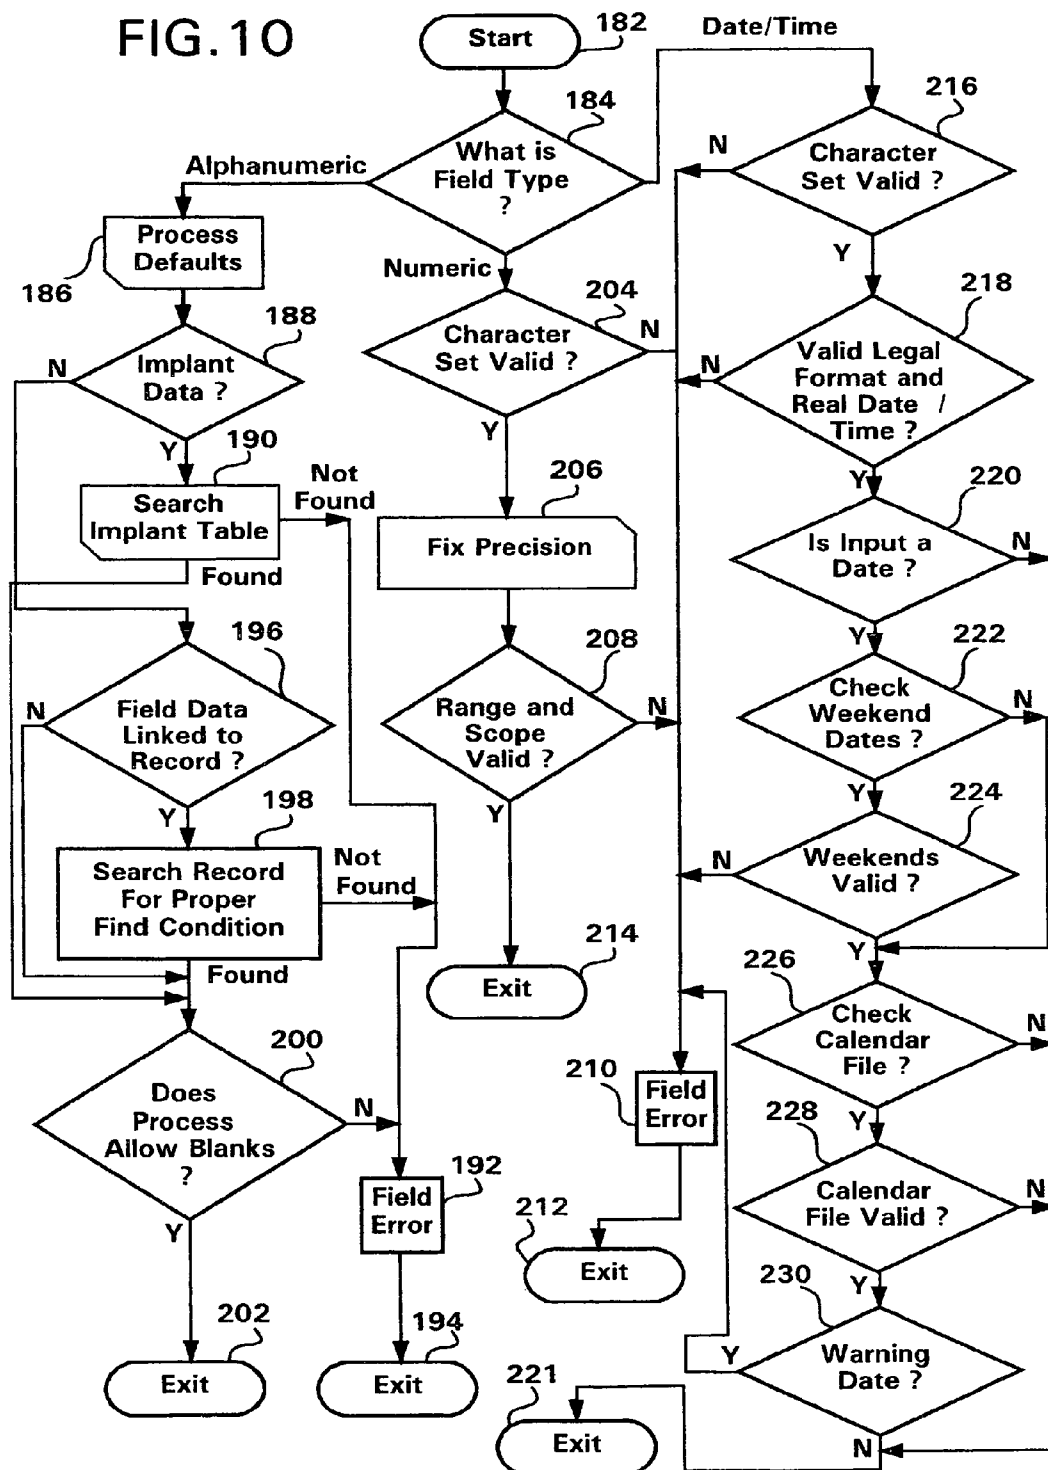 FIG.10
Start
182
Date/Time
184
What is
Field Type
?
Alphanumeric
216
N
Character
Set Valid ?
Y
Process
Defaults
186
Numeric
204
Character
Set Valid ?
N
Y
188
N
Implant
Data ?
Y
218
N
Valid Legal
Format and
Real Date /
Time ?
Y
190
Search
Implant Table
Not
Found
Found
206
Fix Precision
220
Is Input a
Date ?
N
Y
196
N
Field Data
Linked to
Record ?
Y
208
Range and
Scope
Valid ?
N
Y
222
Check
Weekend
Dates ?
N
Y
198
Search Record
For Proper
Find Condition
Not
Found
Found
224
N
Weekends
Valid ?
Y
214
Exit
226
Check
Calendar
File ?
N
Y
200
Does
Process
Allow Blanks
?
N
Y
210
Field
Error
228
Calendar
File Valid ?
N
Y
192
Field
Error
212
Exit
230
Y
Warning
Date ?
N
202
Exit
194
Exit
221
Exit